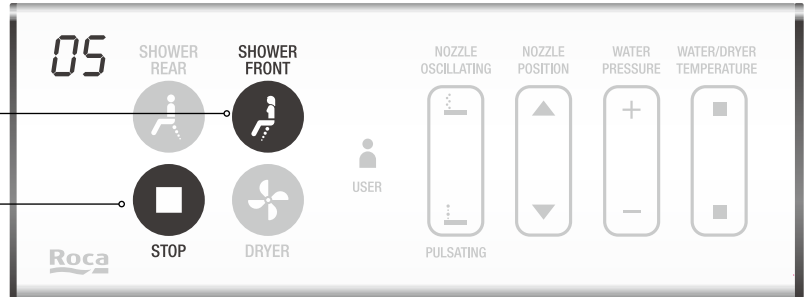 05
SHOWER
REAR
SHOWER
FRONT
NOZZLE
OSCILLATING
NOZZLE
POSITION
WATER
PRESSURE
WATER/DRYER
TEMPERATURE
USER
STOP
DRYER
PULSATING
Roca